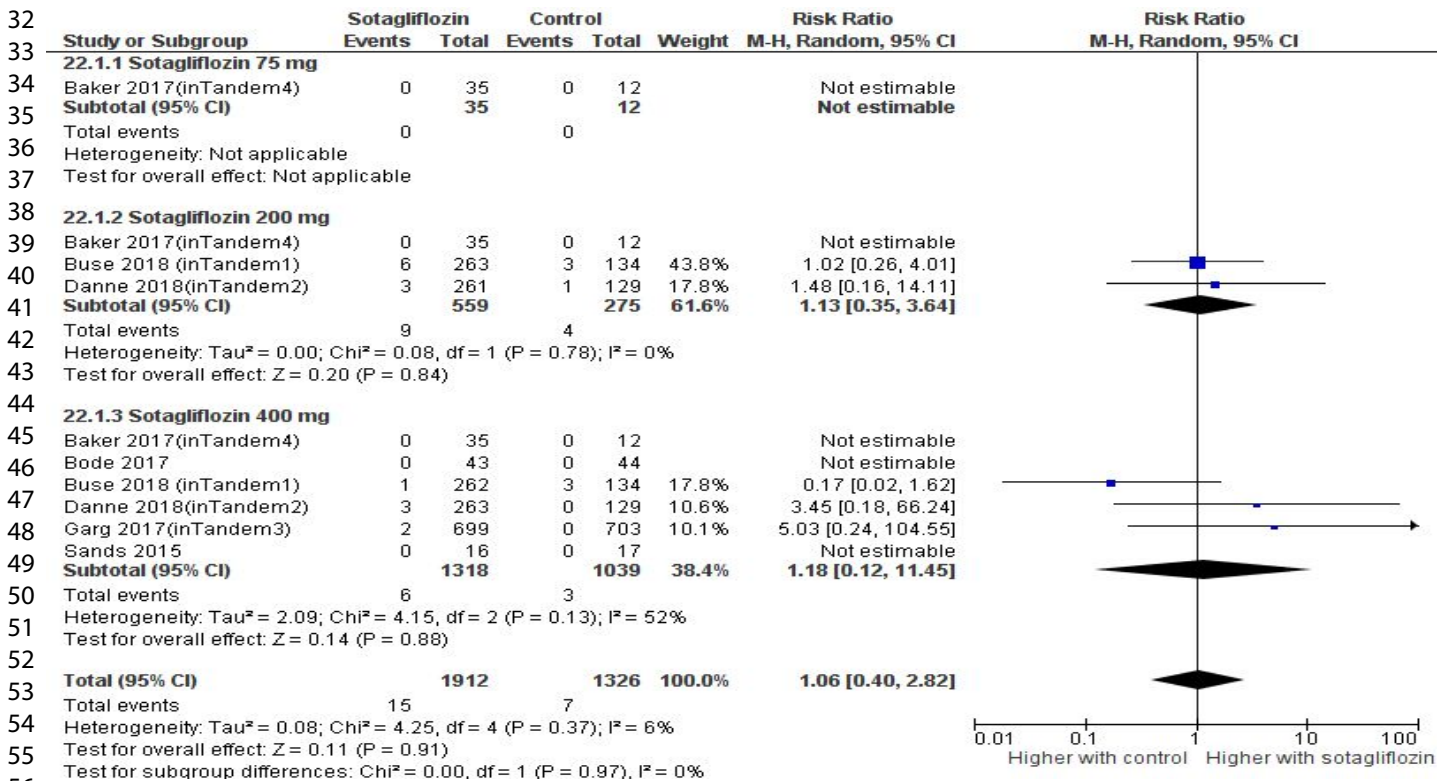 32 Sotagliflozin Control Risk Ratio Risk Ratio
33 Study or Subgroup Events Total Events Total Weight M-H, Random, 95% CI M-H, Random, 95% CI
22.1.1 Sotagliflozin 75 mg
34 Baker 2017(inTandem4) 0 35 0 12 Not estimable
35 Subtotal (95% CI) 35 12 Not estimable
Total events 0 0
36 Heterogeneity: Not applicable
37 Test for overall effect: Not applicable
38 22.1.2 Sotagliflozin 200 mg
39 Baker 2017(inTandem4) 0 35 0 12 Not estimable
40 Buse 2018 (inTandem1) 6 263 3 134 43.8% 1.02 [0.26, 4.01]
Danne 2018(inTandem2) 3 261 1 129 17.8% 1.48 [0.16, 14.11]
41 Subtotal (95% CI) 559 275 61.6% 1.13 [0.35, 3.64]
42 Total events 9 4
Heterogeneity: Tau² = 0.00; Chi² = 0.08, df = 1 (P = 0.78); I² = 0%
43 Test for overall effect: Z = 0.20 (P = 0.84)
44
22.1.3 Sotagliflozin 400 mg
45 Baker 2017(inTandem4) 0 35 0 12 Not estimable
46 Bode 2017 0 43 0 44 Not estimable
Buse 2018 (inTandem1) 1 262 3 134 17.8% 0.17 [0.02, 1.62]
47 Danne 2018(inTandem2) 3 263 0 129 10.6% 3.45 [0.18, 66.24]
48 Garg 2017(inTandem3) 2 699 0 703 10.1% 5.03 [0.24, 104.55]
Sands 2015 0 16 0 17 Not estimable
49 Subtotal (95% CI) 1318 1039 38.4% 1.18 [0.12, 11.45]
50 Total events 6 3
Heterogeneity: Tau² = 2.09; Chi² = 4.15, df = 2 (P = 0.13); I² = 52%
51 Test for overall effect: Z = 0.14 (P = 0.88)
52
53 Total (95% CI) 1912 1326 100.0% 1.06 [0.40, 2.82]
Total events 15 7
54 Heterogeneity: Tau² = 0.08; Chi² = 4.25, df = 4 (P = 0.37); I² = 6%
0.01 0.1 1 10 100
55 Test for overall effect: Z = 0.11 (P = 0.91)
Higher with control Higher with sotagliflozin
Test for subgroup differences: Chi² = 0.00, df = 1 (P = 0.97), I² = 0%